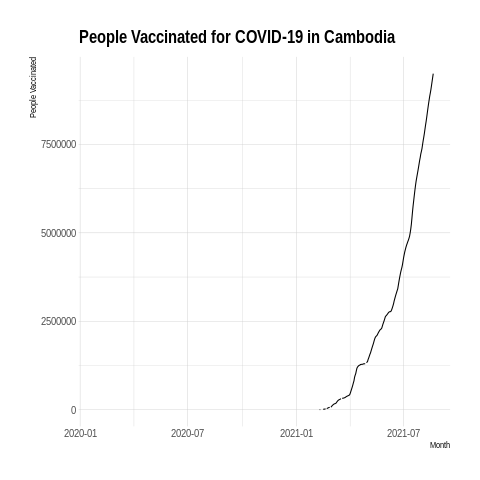 People Vaccinated for COVID-19 in Cambodia
People Vaccinated
7500000
5000000
2500000
0
2020-01 2020-07 2021-01 2021-07
Month